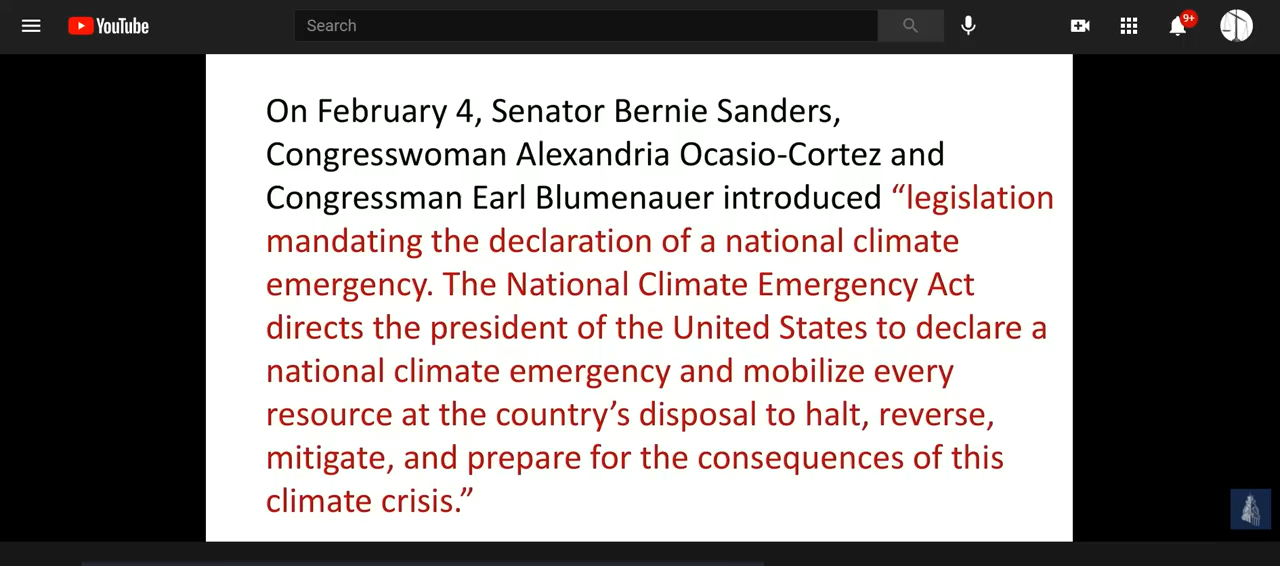 YouTube
Search
9+
On February 4, Senator Bernie Sanders,
Congresswoman Alexandria Ocasio-Cortez and
Congressman Earl Blumenauer introduced “legislation
mandating the declaration of a national climate
emergency. The National Climate Emergency Act
directs the president of the United States to declare a
national climate emergency and mobilize every
resource at the country’s disposal to halt, reverse,
mitigate, and prepare for the consequences of this
climate crisis.”